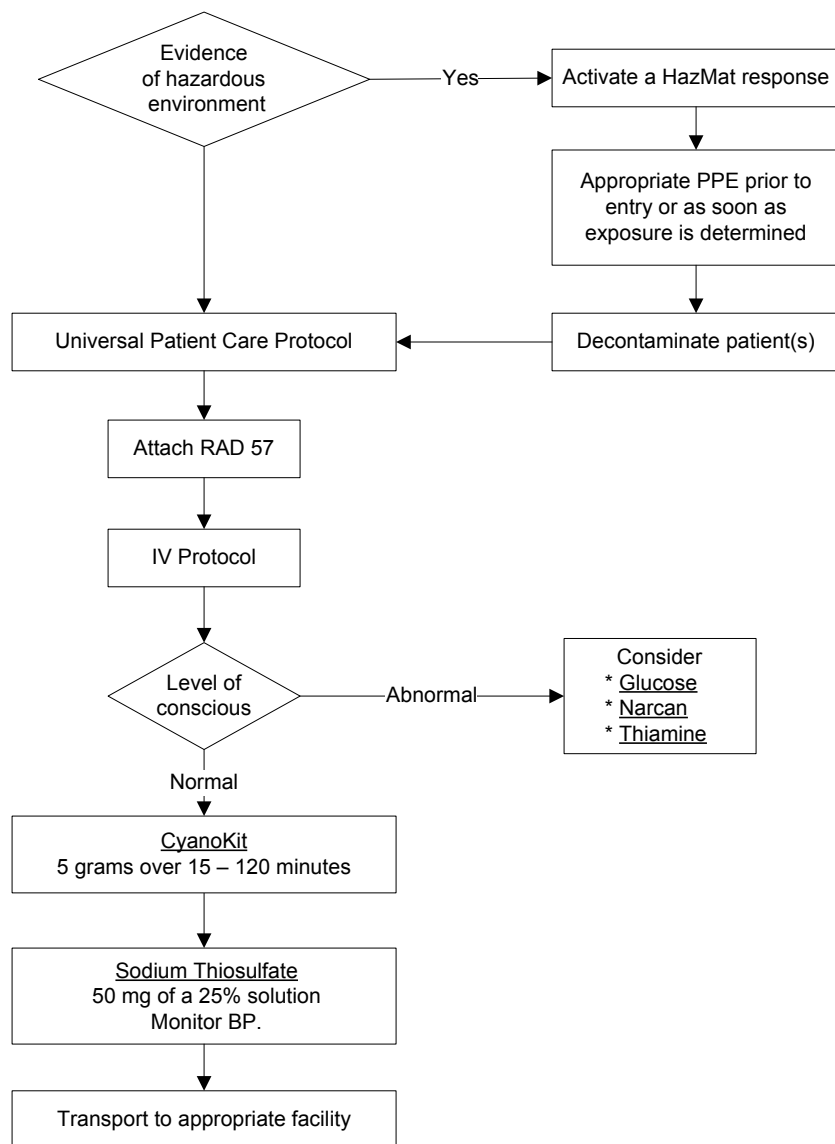 Evidence
of hazardous
environment
Yes
Activate a HazMat response
Appropriate PPE prior to
entry or as soon as
exposure is determined
Decontaminate patient(s)
Universal Patient Care Protocol
Attach RAD 57
IV Protocol
Level of
conscious
Abnormal
Consider
* Glucose
* Narcan
* Thiamine
Normal
CyanoKit
5 grams over 15 – 120 minutes
Sodium Thiosulfate
50 mg of a 25% solution
Monitor BP.
Transport to appropriate facility